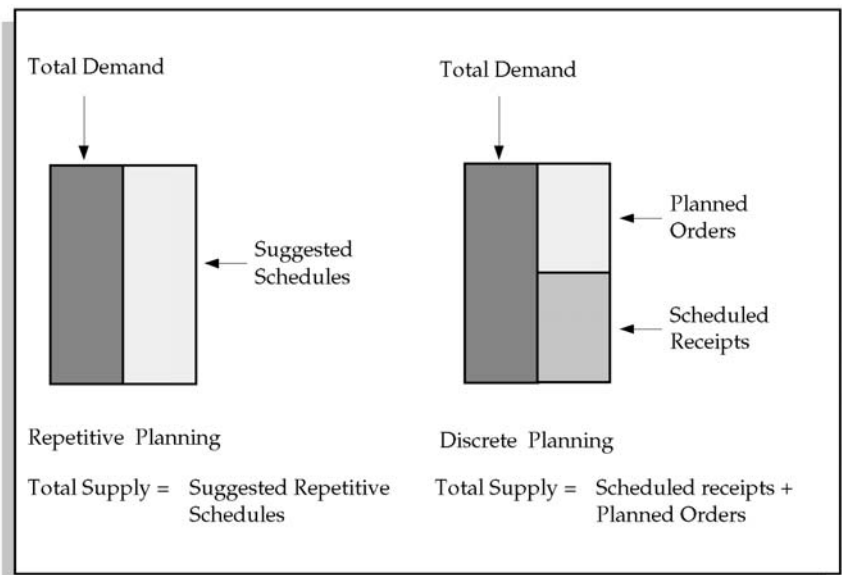 Total Demand
Suggested
Schedules
Repetitive Planning
Total Supply = Suggested Repetitive
Schedules
Total Demand
Planned
Orders
Scheduled
Receipts
Discrete Planning
Total Supply = Scheduled receipts +
Planned Orders